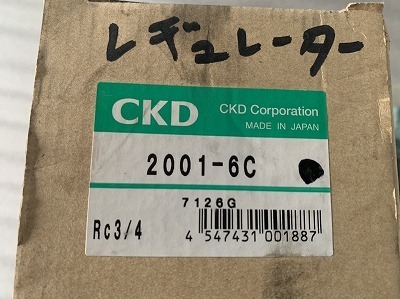 レギュレーター
CKD CKD Corporation
MADE IN JAPAN
2001-6C
7126G
Rc3/4
4 547431 001887